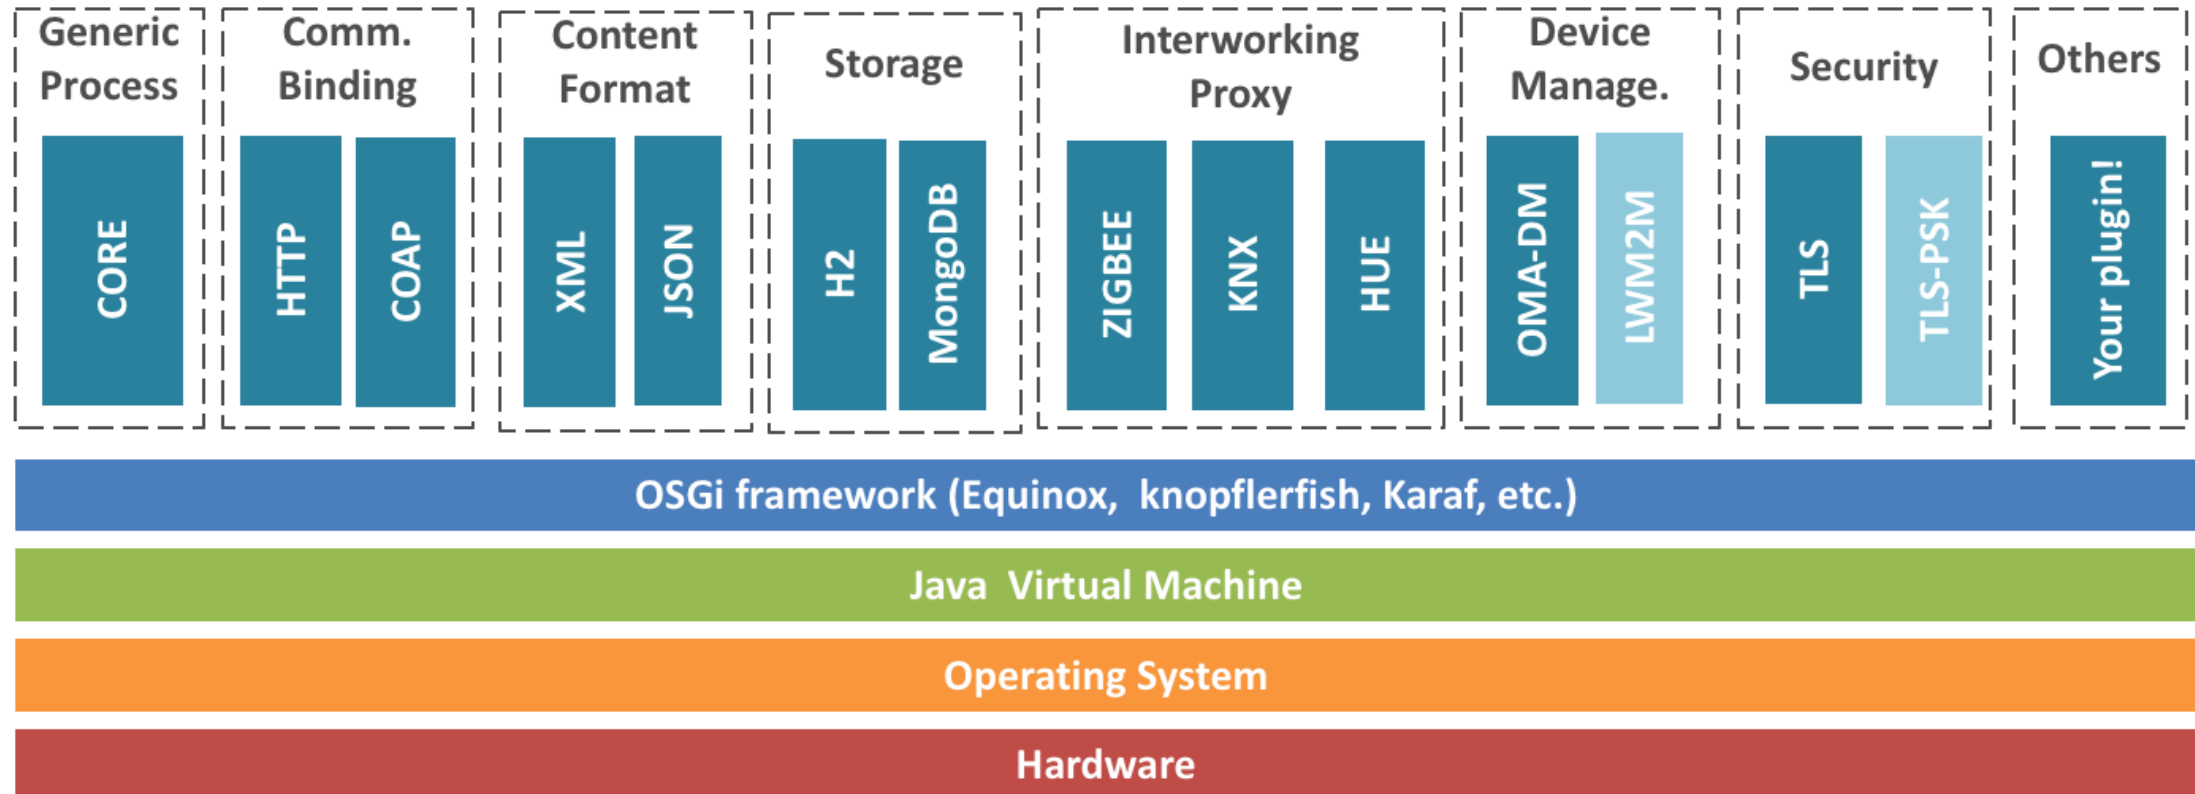 Generic
Process
CORE
Comm.
Binding
HTTP
COAP
Content
Format
XML
JSON
Storage
H2
MongoDB
Interworking
Proxy
ZIGBEE
KNX
HUE
Device
Manage.
OMA-DM
LWM2M
Security
TLS
TLS-PSK
Others
Your plugin!
OSGi framework (Equinox, knopflerfish, Karaf, etc.)
Java Virtual Machine
Operating System
Hardware